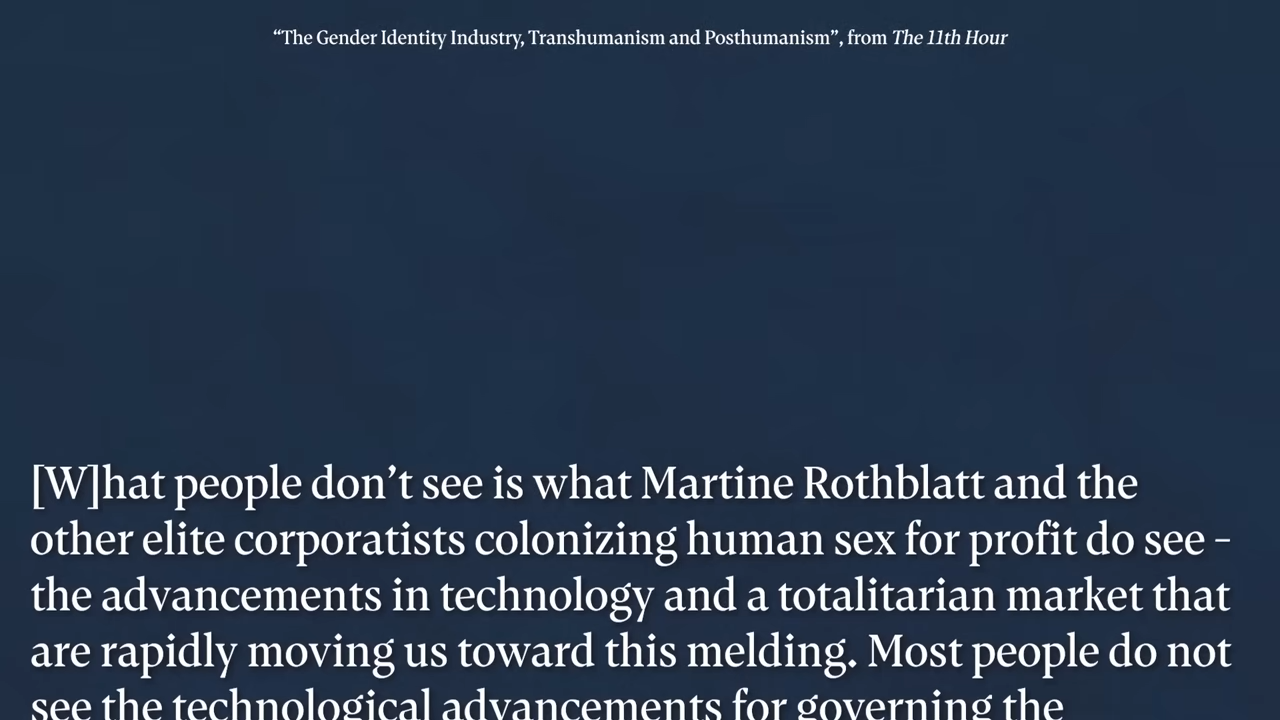 “The Gender Identity Industry, Transhumanism and Posthumanism”, from The 11th Hour
[W]hat people don’t see is what Martine Rothblatt and the
other elite corporatists colonizing human sex for profit do see –
the advancements in technology and a totalitarian market that
are rapidly moving us toward this melding. Most people do not
see the technological advancements for governing the